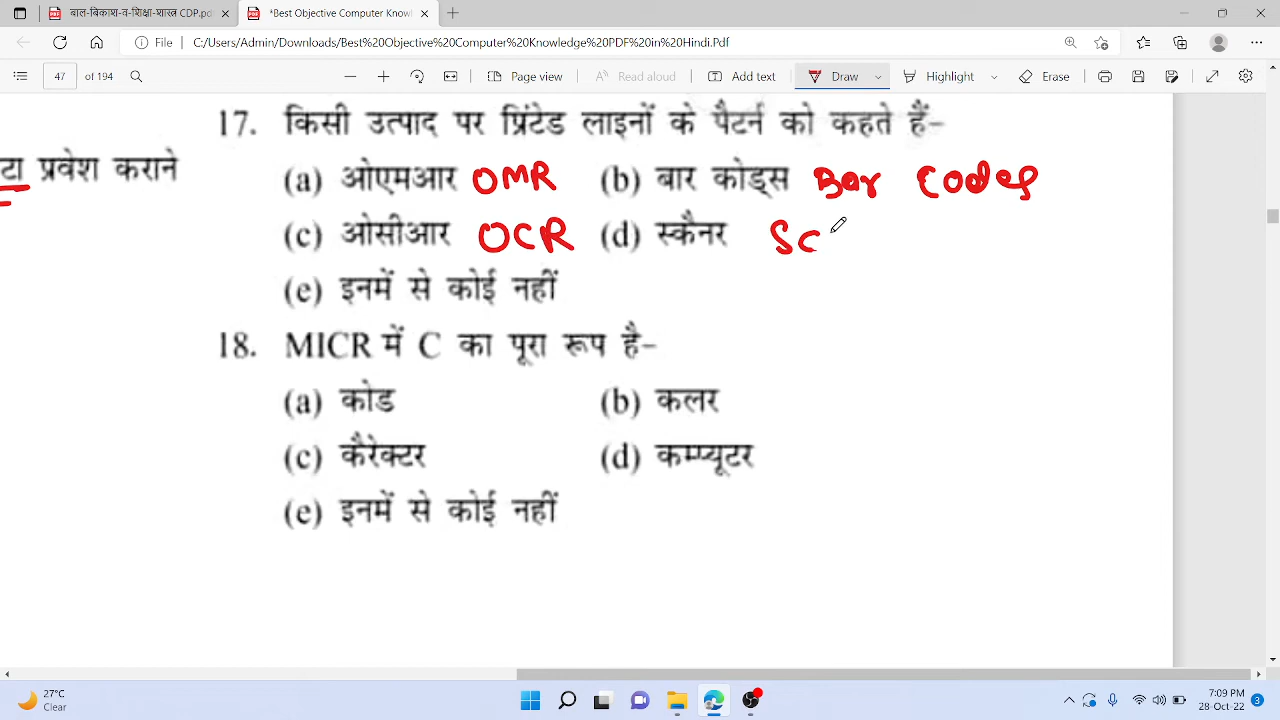 बाल-विकास-व-शिक्षा-शास्त्र CDP.pdf
*Best Objective Computer Know
File C:/Users/Admin/Downloads/Best%20Objective%20Computer%20Knowledge%20PDF%20in%20Hindi.Pdf
47 of 184 Page view Read aloud Add text Draw Highlight Erase
17. किसी उत्पाद पर प्रिंटेड लाइनों के पैटर्न को कहते हैं-
टा प्रवेश कराने
(a) ओएमआर OMR (b) बार कोड्स Bar Codes
(c) ओसीआर OCR (d) स्कैनर Sc
(e) इनमें से कोई नहीं
18. MICR में C का पूरा रूप है-
(a) कोड (b) कलर
(c) कैरेक्टर (d) कम्प्यूटर
(e) इनमें से कोई नहीं
27°C
Clear
7:09 PM
28-Oct-22
3